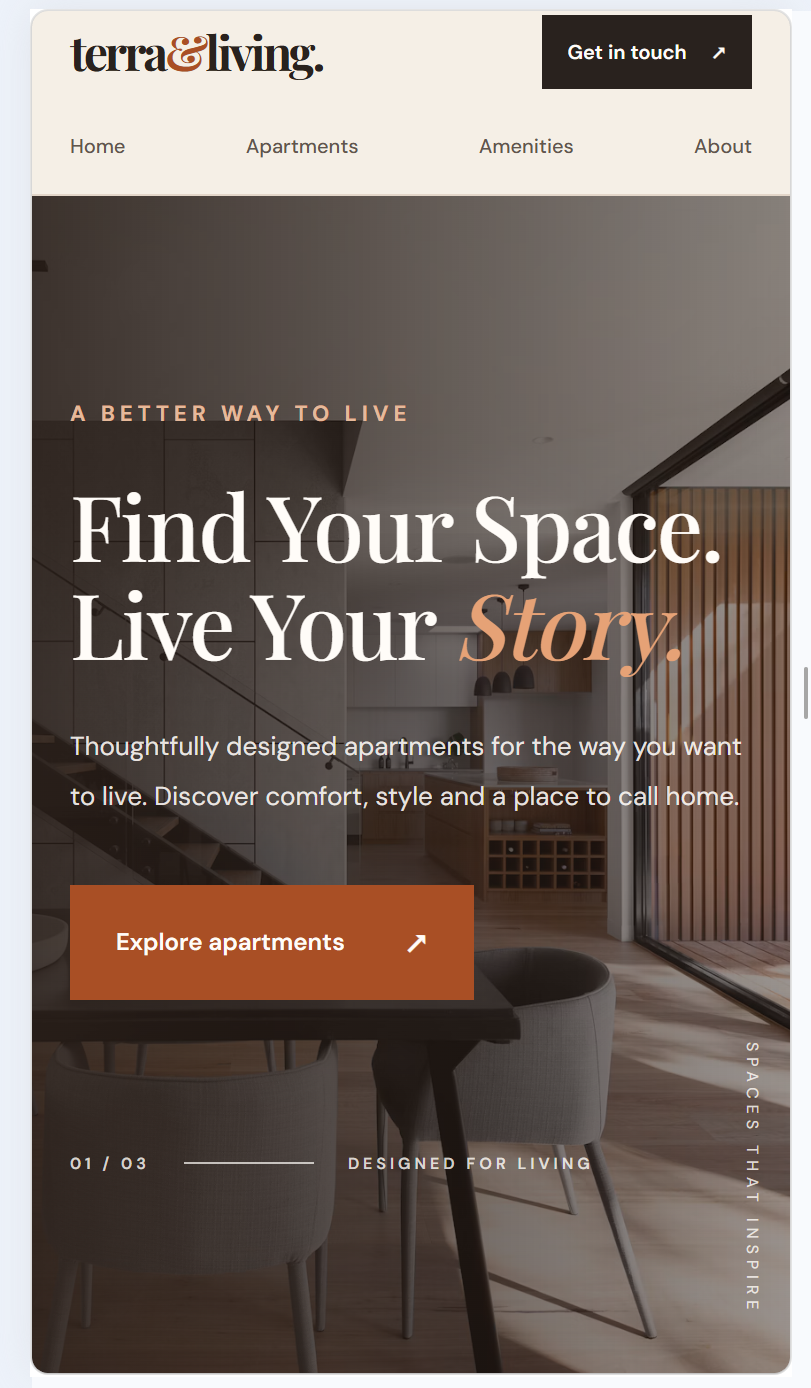 terra&living.
Get in touch ↗
Home Apartments Amenities About
A BETTER WAY TO LIVE
Find Your Space.
Live Your Story.
Thoughtfully designed apartments for the way you want
to live. Discover comfort, style and a place to call home.
Explore apartments ↗
01 / 03 DESIGNED FOR LIVING
SPACES THAT INSPIRE